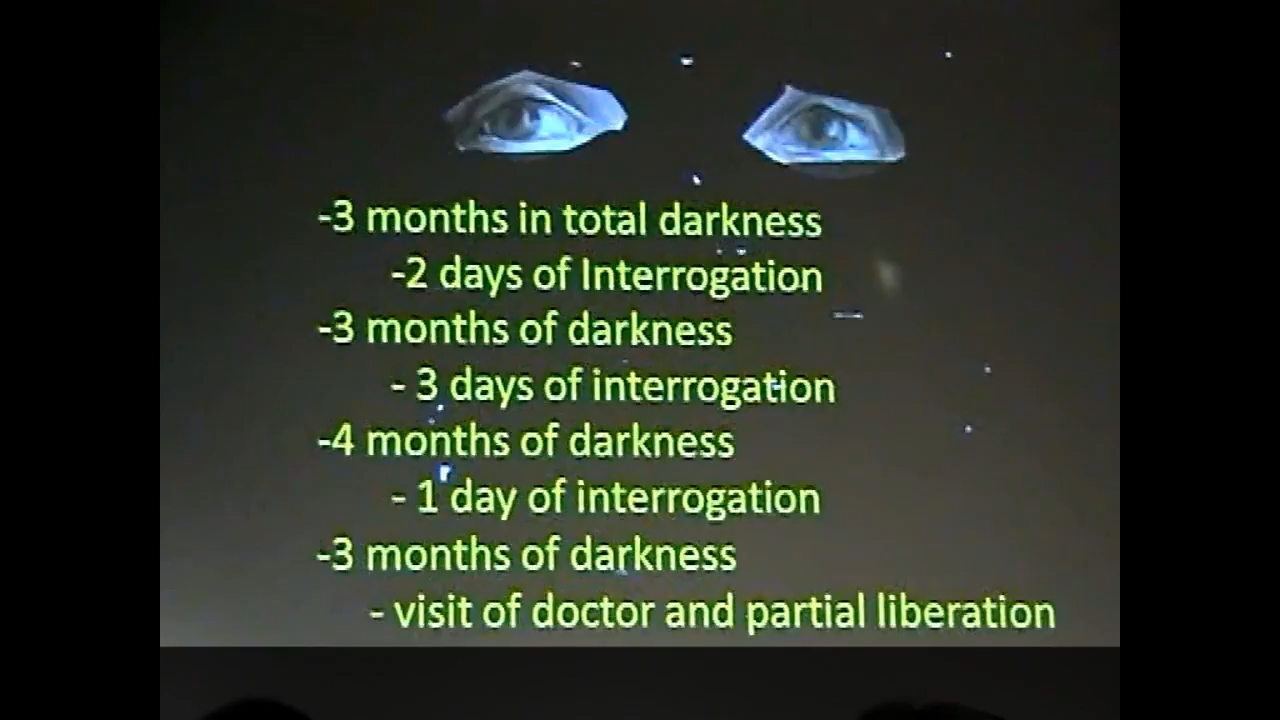 -3 months in total darkness
-2 days of Interrogation
-3 months of darkness
- 3 days of interrogation
-4 months of darkness
- 1 day of interrogation
-3 months of darkness
- visit of doctor and partial liberation